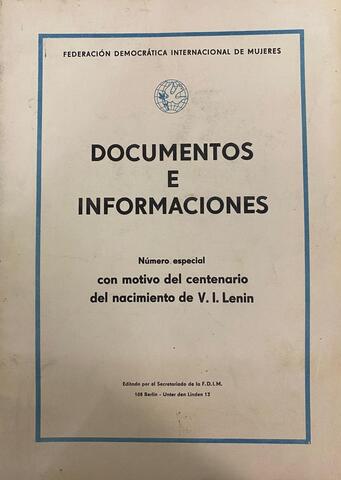 FEDERACIÓN DEMOCRÁTICA INTERNACIONAL DE MUJERES
DOCUMENTOS
E
INFORMACIONES
Número especial
con motivo del centenario
del nacimiento de V. I. Lenin
Editado por el Secretariado de la F.D.I.M.
108 Berlin - Unter den Linden 13